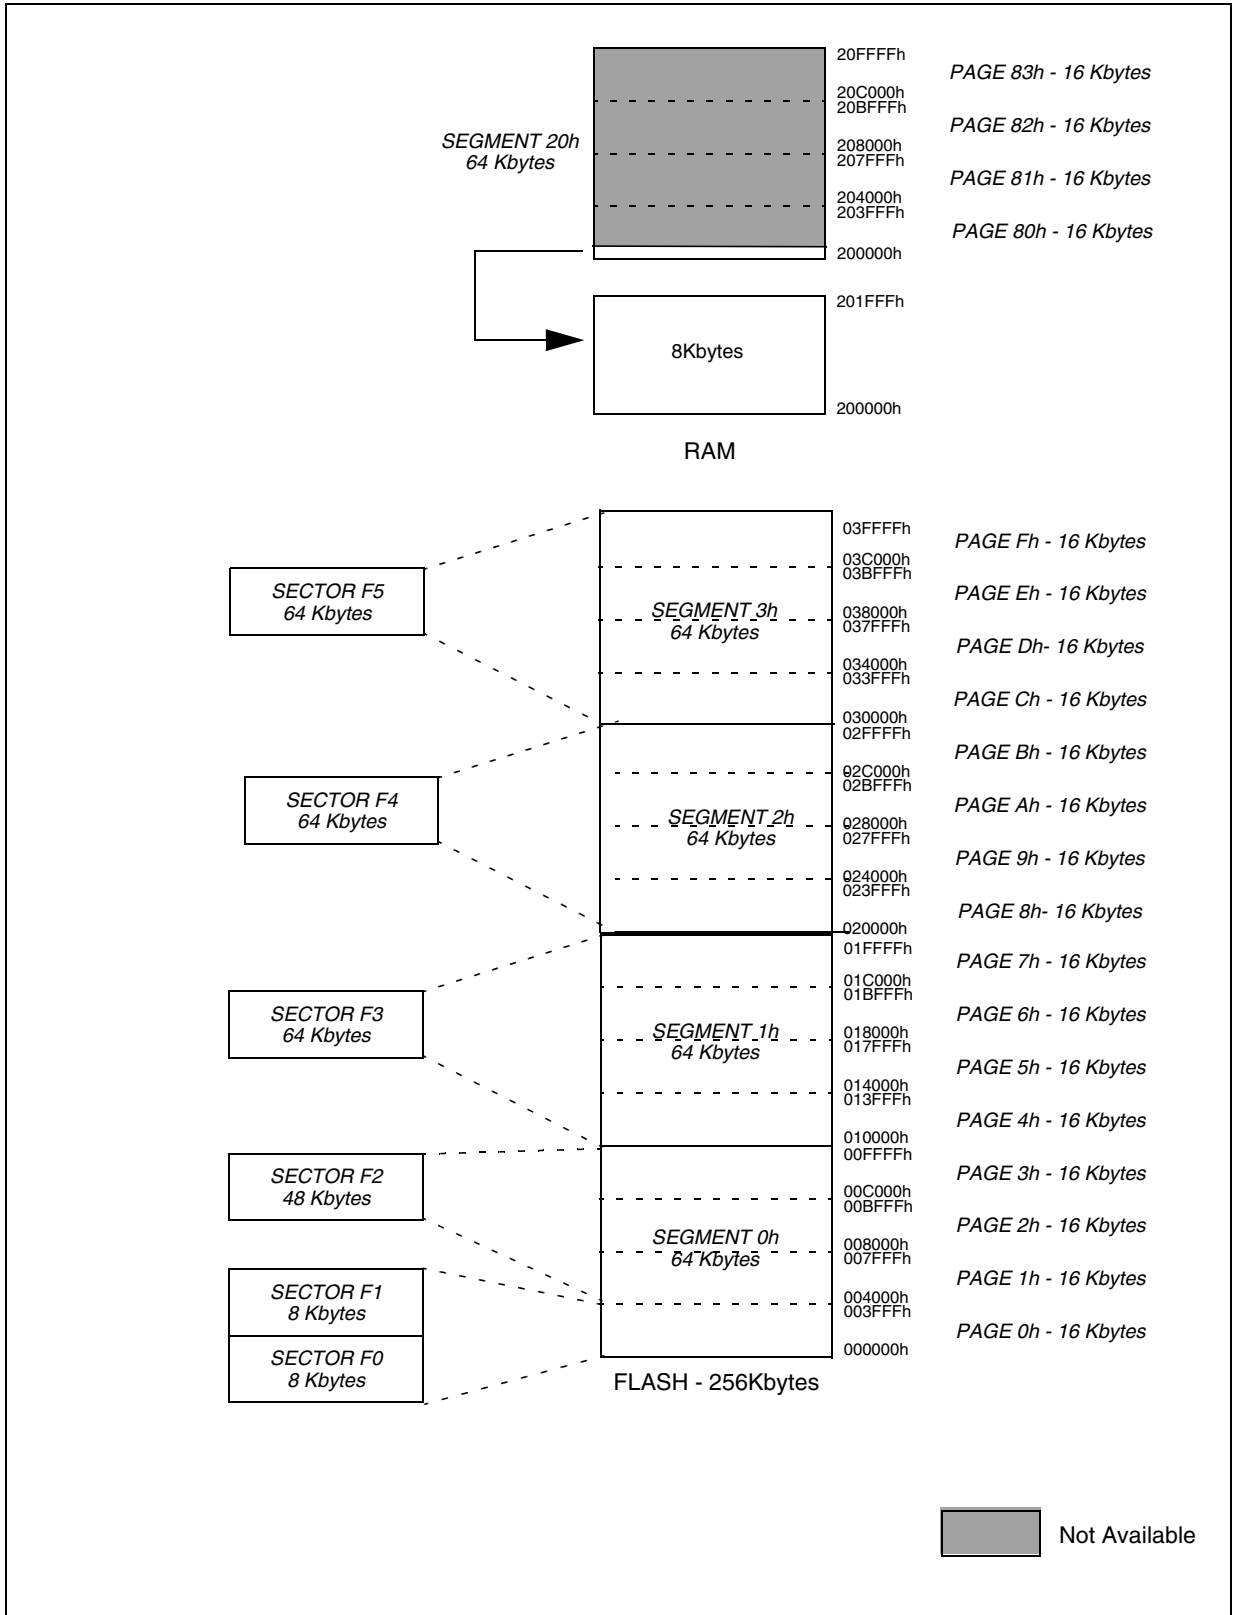 20FFFFh
PAGE 83h - 16 Kbytes
20C000h
20BFFFh
PAGE 82h - 16 Kbytes
SEGMENT 20h
64 Kbytes
208000h
207FFFh
PAGE 81h - 16 Kbytes
204000h
203FFFh
PAGE 80h - 16 Kbytes
200000h
201FFFh
8Kbytes
200000h
RAM
03FFFFh
PAGE Fh - 16 Kbytes
03C000h
03BFFFh
SECTOR F5
64 Kbytes
PAGE Eh - 16 Kbytes
SEGMENT 3h
64 Kbytes
038000h
037FFFh
PAGE Dh- 16 Kbytes
034000h
033FFFh
PAGE Ch - 16 Kbytes
030000h
02FFFFh
PAGE Bh - 16 Kbytes
02C000h
02BFFFh
SECTOR F4
64 Kbytes
PAGE Ah - 16 Kbytes
SEGMENT 2h
64 Kbytes
028000h
027FFFh
PAGE 9h - 16 Kbytes
024000h
023FFFh
PAGE 8h- 16 Kbytes
020000h
01FFFFh
PAGE 7h - 16 Kbytes
01C000h
01BFFFh
SECTOR F3
64 Kbytes
PAGE 6h - 16 Kbytes
SEGMENT 1h
64 Kbytes
018000h
017FFFh
PAGE 5h - 16 Kbytes
014000h
013FFFh
PAGE 4h - 16 Kbytes
010000h
00FFFFh
SECTOR F2
48 Kbytes
PAGE 3h - 16 Kbytes
00C000h
00BFFFh
PAGE 2h - 16 Kbytes
SEGMENT 0h
64 Kbytes
008000h
007FFFh
SECTOR F1
8 Kbytes
PAGE 1h - 16 Kbytes
004000h
003FFFh
PAGE 0h - 16 Kbytes
SECTOR F0
8 Kbytes
000000h
FLASH - 256Kbytes
Not Available